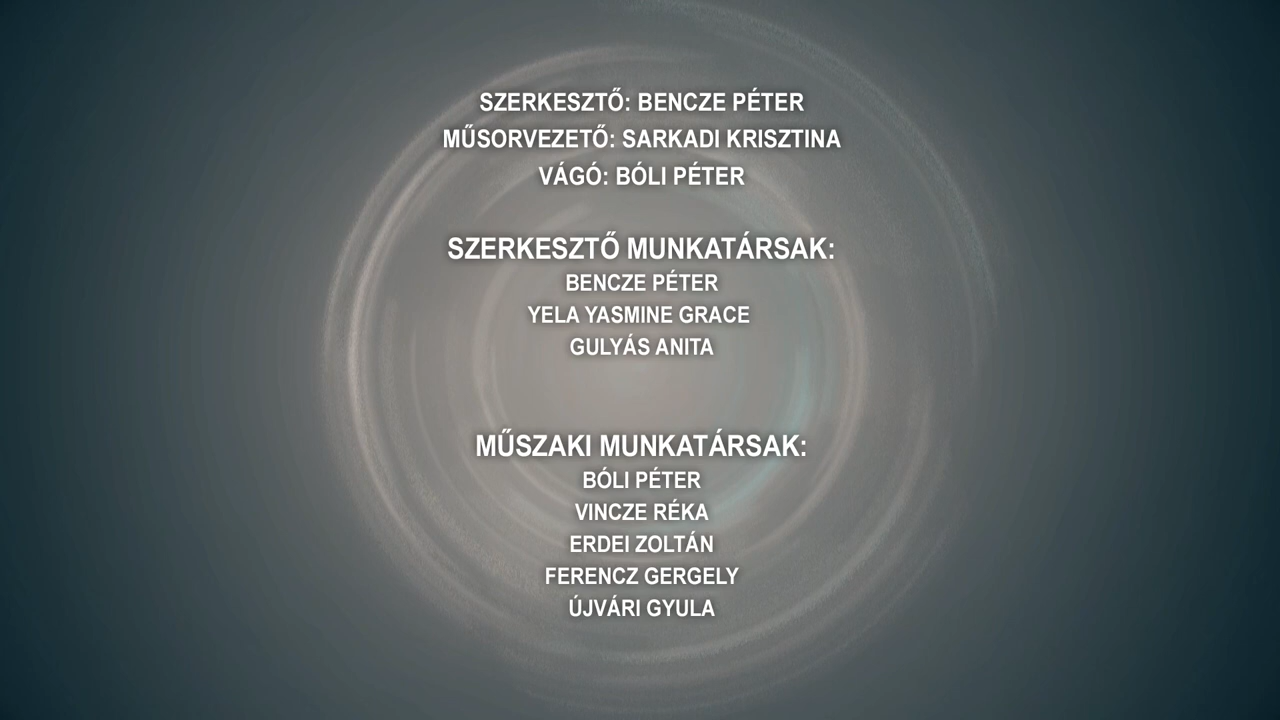 SZERKESZTŐ: BENCZE PÉTER
MŰSORVEZETŐ: SARKADI KRISZTINA
VÁGÓ: BÓLI PÉTER
SZERKESZTŐ MUNKATÁRSAK:
BENCZE PÉTER
YELA YASMINE GRACE
GULYÁS ANITA
MŰSZAKI MUNKATÁRSAK:
BÓLI PÉTER
VINCZE RÉKA
ERDEI ZOLTÁN
FERENCZ GERGELY
ÚJVÁRI GYULA